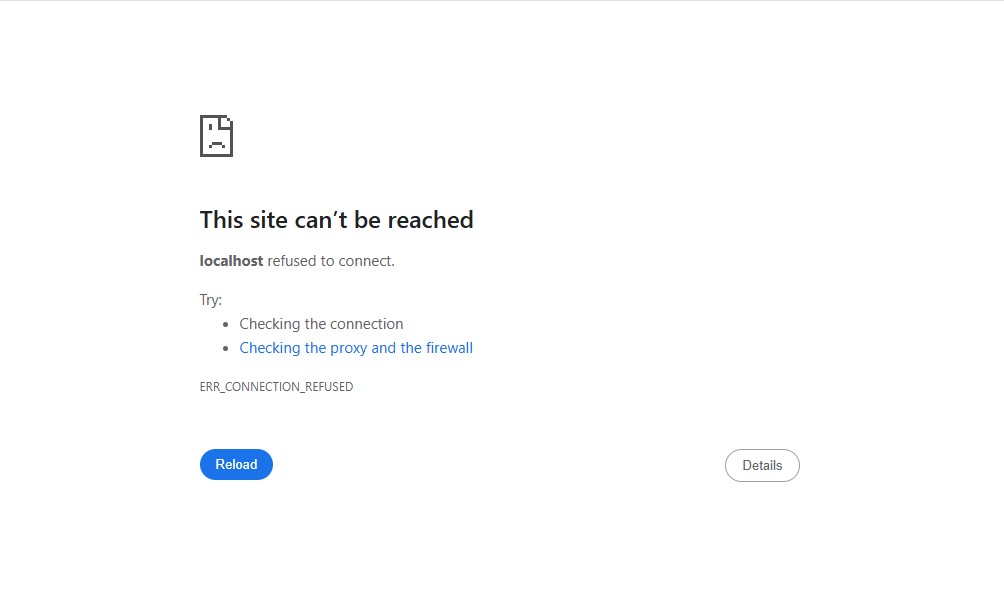 This site can’t be reached
localhost refused to connect.
Try:
• Checking the connection
• Checking the proxy and the firewall
ERR_CONNECTION_REFUSED
Reload
Details